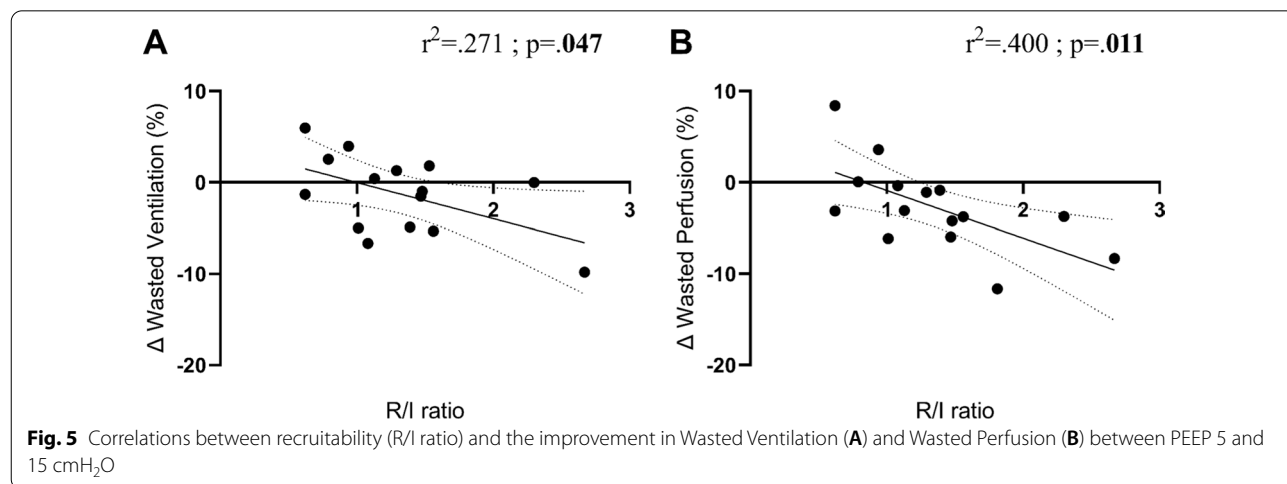 A
r²=.271 ; p=.047
Δ Wasted Ventilation (%)
10
0
-10
-20
1
2
3
R/I ratio
B
r²=.400 ; p=.011
Δ Wasted Perfusion (%)
10
0
-10
-20
1
2
3
R/I ratio
Fig. 5 Correlations between recruitability (R/I ratio) and the improvement in Wasted Ventilation (A) and Wasted Perfusion (B) between PEEP 5 and
15 cmH₂O